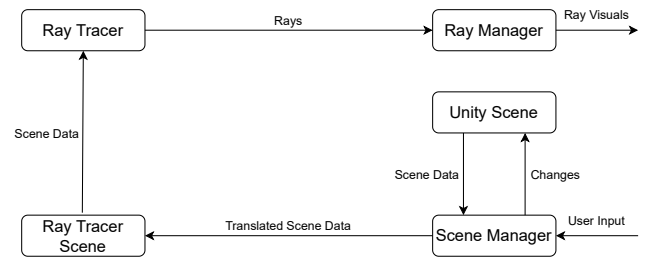 Ray Tracer
Rays
Ray Manager
Ray Visuals
Unity Scene
Scene Data
Scene Data
Changes
Ray Tracer
Scene
Translated Scene Data
Scene Manager
User Input